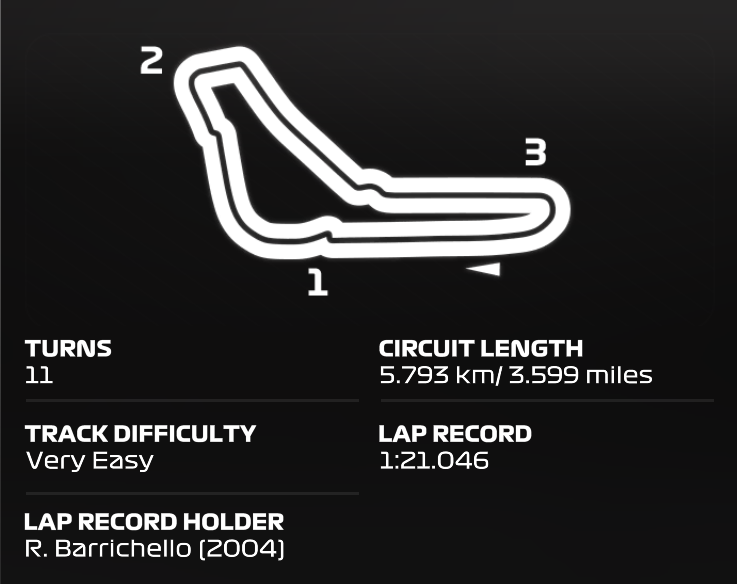 2
3
1
TURNS
11
CIRCUIT LENGTH
5.793 km/ 3.599 miles
TRACK DIFFICULTY
Very Easy
LAP RECORD
1:21.046
LAP RECORD HOLDER
R. Barrichello (2004)